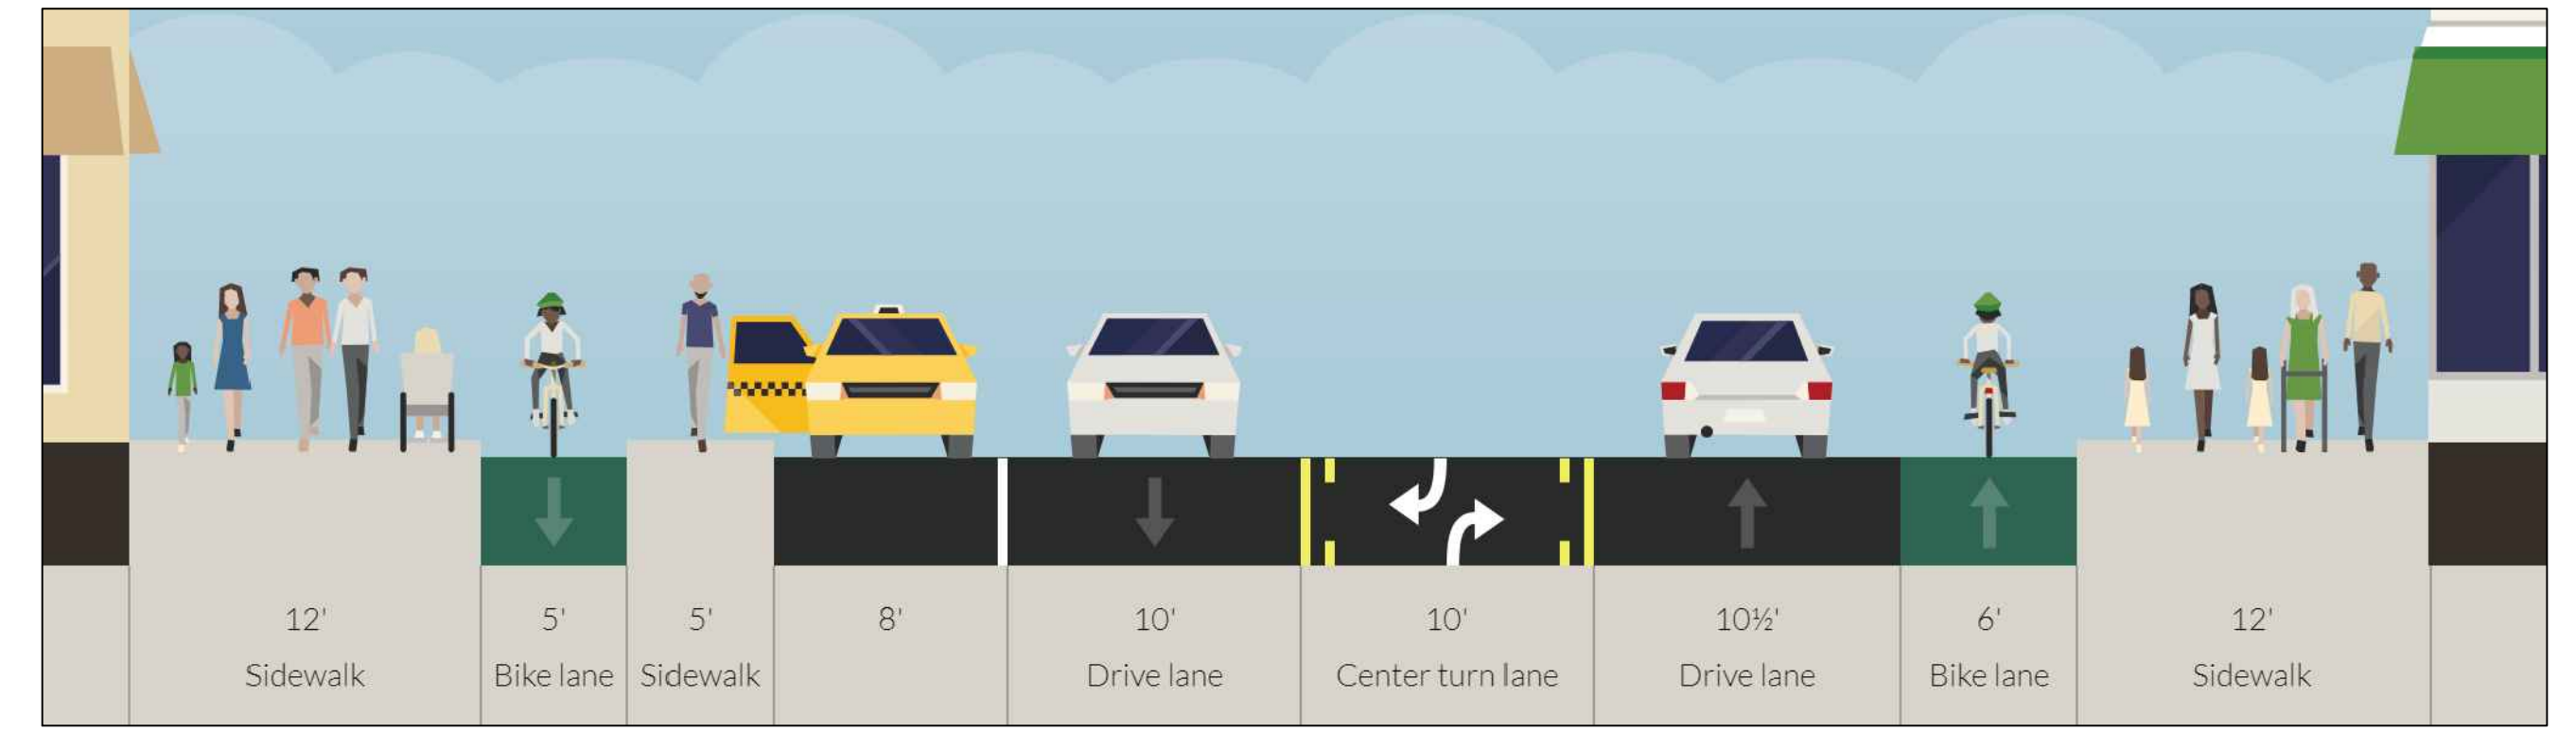 12' 5' 5' 8' 10' 10' 10½' 6' 12'
Sidewalk Bike lane Sidewalk Drive lane Center turn lane Drive lane Bike lane Sidewalk